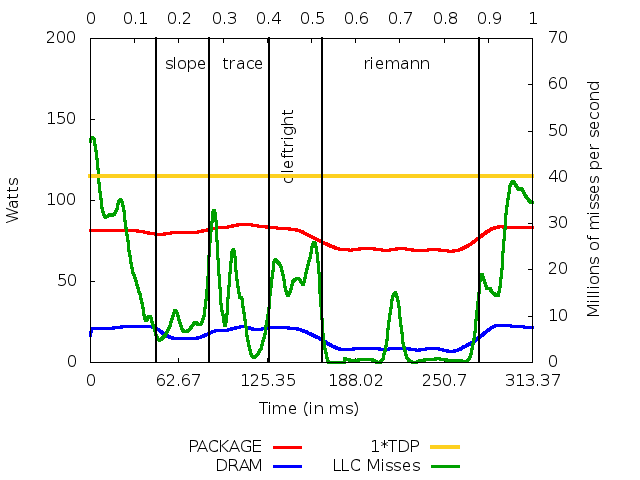 0 0.1 0.2 0.3 0.4 0.5 0.6 0.7 0.8 0.9 1
200 70
slope trace riemann
60
150
50
qleftright
40
100
30
20
50
10
0 0
0 62.67 125.35 188.02 250.7 313.37
Watts
Millions of misses per second
Time (in ms)
PACKAGE 1*TDP
DRAM LLC Misses